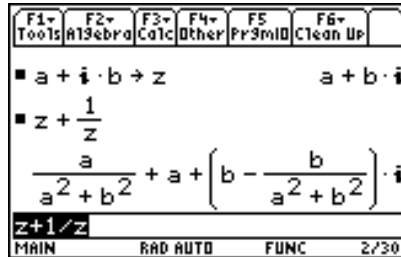 F1▾ F2▾ F3▾ F4▾ F5 F6▾
Tools Algebra Calc Other PrgmIO Clean Up
▪ a + i · b → z a + b · i
▪ z + 1/z
a/(a² + b²) + a + (b - b/(a² + b²)) · i
z+1/z
MAIN RAD AUTO FUNC 2/30